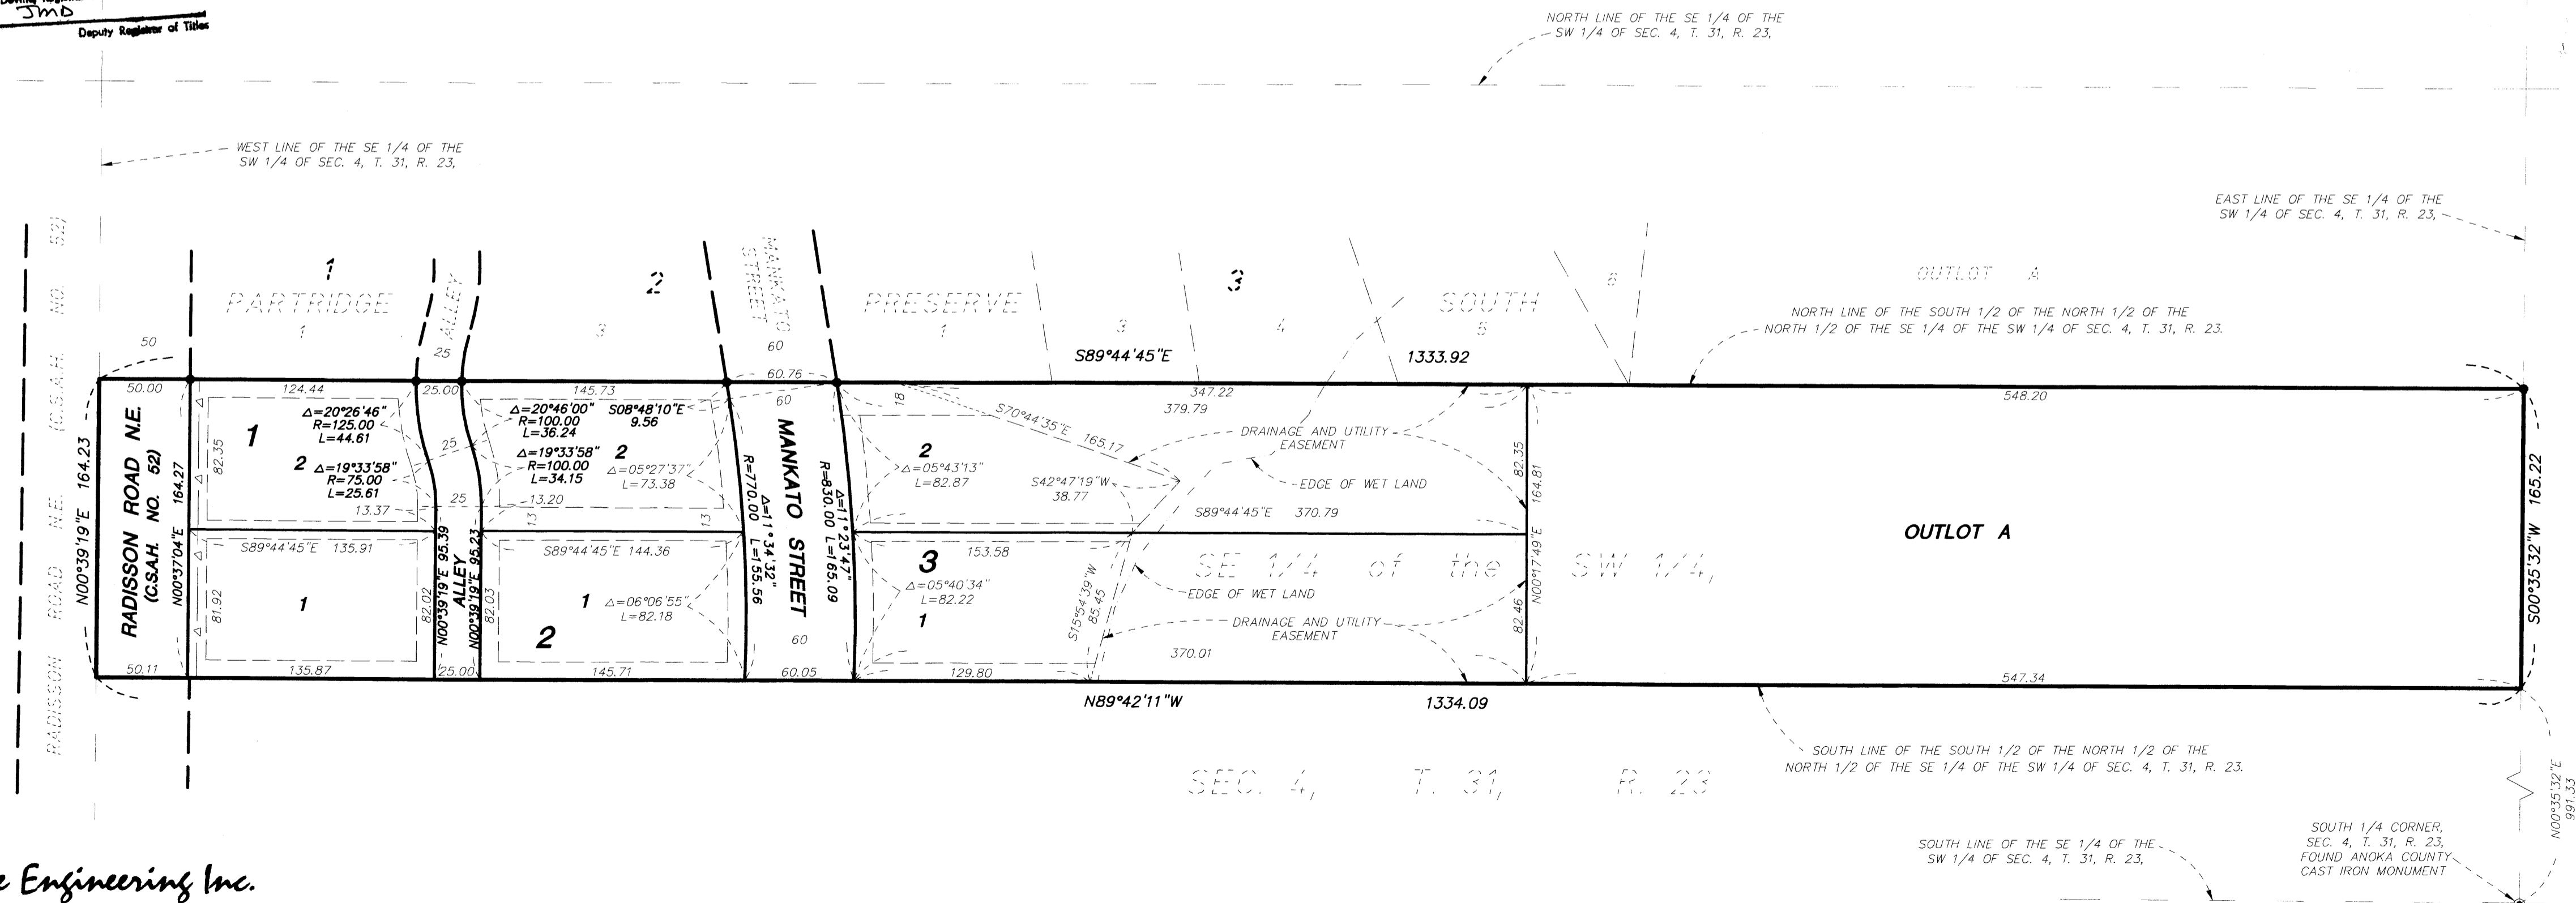 JMD
Deputy Registrar of Titles
NORTH LINE OF THE SE 1/4 OF THE
SW 1/4 OF SEC. 4, T. 31, R. 23,
WEST LINE OF THE SE 1/4 OF THE
SW 1/4 OF SEC. 4, T. 31, R. 23,
EAST LINE OF THE SE 1/4 OF THE
SW 1/4 OF SEC. 4, T. 31, R. 23,
RADISSON ROAD N.E. (C.S.A.H. NO. 52)
1
PARTRIDGE
1
ALLEY
2
3
MANKATO
STREET
PRESERVE
1
3
3
4
SOUTH
5
6
OUTLOT A
NORTH LINE OF THE SOUTH 1/2 OF THE NORTH 1/2 OF THE
NORTH 1/2 OF THE SE 1/4 OF THE SW 1/4 OF SEC. 4, T. 31, R. 23.
50
25
60
S89°44'45"E
1333.92
50.00
124.44
25.00
145.73
60.76
347.22
379.79
548.20
N00°39'19"E 164.23
RADISSON ROAD N.E.
(C.S.A.H. NO. 52)
N00°37'04"E 164.27
82.35
1
2
Δ=20°26'46"
R=125.00
L=44.61
Δ=19°33'58"
R=75.00
L=25.61
13.37
25
25
Δ=20°46'00"
R=100.00
L=36.24
S08°48'10"E
9.56
Δ=19°33'58"
R=100.00
L=34.15
2
Δ=05°27'37"
L=73.38
13.20
13
13
60
MANKATO STREET
R=770.00 L=155.56
Δ=11°34'32"
R=830.00 L=165.09
Δ=11°23'47"
18
S70°44'35"E 165.17
2
Δ=05°43'13"
L=82.87
DRAINAGE AND UTILITY
EASEMENT
EDGE OF WET LAND
S42°47'19"W
38.77
S89°44'45"E 370.79
82.35
164.81
N00°17'49"E
82.46
OUTLOT A
S00°35'32"W 165.22
S89°44'45"E 135.91
81.92
1
82.02
N00°39'19"E 95.39
ALLEY
N00°39'19"E 95.23
82.03
S89°44'45"E 144.36
1
Δ=06°06'55"
L=82.18
2
60
153.58
3
Δ=05°40'34"
L=82.22
1
S15°54'39"W
85.45
EDGE OF WET LAND
DRAINAGE AND UTILITY
EASEMENT
SE 1/4 of the SW 1/4,
50.11
135.87
25.00
145.71
60.05
129.80
370.01
547.34
N89°42'11"W
1334.09
SOUTH LINE OF THE SOUTH 1/2 OF THE NORTH 1/2 OF THE
NORTH 1/2 OF THE SE 1/4 OF THE SW 1/4 OF SEC. 4, T. 31, R. 23.
SEC. 4, T. 31, R. 23
N00°35'32"E
991.33
SOUTH LINE OF THE SE 1/4 OF THE
SW 1/4 OF SEC. 4, T. 31, R. 23,
SOUTH 1/4 CORNER,
SEC. 4, T. 31, R. 23,
FOUND ANOKA COUNTY
CAST IRON MONUMENT
Engineering Inc.